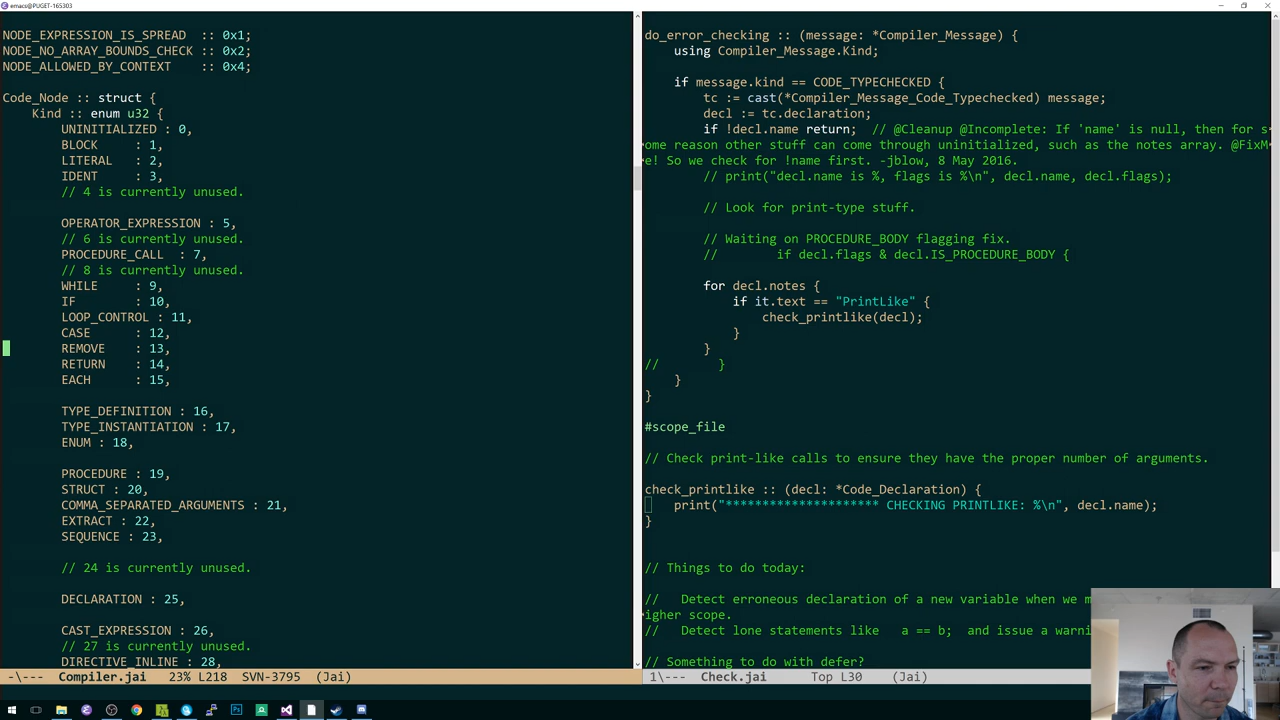 emacs@PUGET-165303
NODE_EXPRESSION_IS_SPREAD  :: 0x1;
NODE_NO_ARRAY_BOUNDS_CHECK :: 0x2;
NODE_ALLOWED_BY_CONTEXT    :: 0x4;
Code_Node :: struct {
Kind :: enum u32 {
UNINITIALIZED : 0,
BLOCK     : 1,
LITERAL   : 2,
IDENT     : 3,
// 4 is currently unused.
OPERATOR_EXPRESSION : 5,
// 6 is currently unused.
PROCEDURE_CALL  : 7,
// 8 is currently unused.
WHILE     : 9,
IF        : 10,
LOOP_CONTROL : 11,
CASE      : 12,
REMOVE    : 13,
RETURN    : 14,
EACH      : 15,
TYPE_DEFINITION : 16,
TYPE_INSTANTIATION : 17,
ENUM : 18,
PROCEDURE : 19,
STRUCT : 20,
COMMA_SEPARATED_ARGUMENTS : 21,
EXTRACT : 22,
SEQUENCE : 23,
// 24 is currently unused.
DECLARATION : 25,
CAST_EXPRESSION : 26,
// 27 is currently unused.
DIRECTIVE_INLINE : 28,
-\--- Compiler.jai   23% L218  SVN-3795  (Jai)
do_error_checking :: (message: *Compiler_Message) {
using Compiler_Message.Kind;
if message.kind == CODE_TYPECHECKED {
tc := cast(*Compiler_Message_Code_Typechecked) message;
decl := tc.declaration;
if !decl.name return;  // @Cleanup @Incomplete: If 'name' is null, then for s
ome reason other stuff can come through uninitialized, such as the notes array. @FixM
e! So we check for !name first. -jblow, 8 May 2016.
// print("decl.name is %, flags is %\n", decl.name, decl.flags);
// Look for print-type stuff.
// Waiting on PROCEDURE_BODY flagging fix.
//        if decl.flags & decl.IS_PROCEDURE_BODY {
for decl.notes {
if it.text == "PrintLike" {
check_printlike(decl);
}
}
//        }
}
}
#scope_file
// Check print-like calls to ensure they have the proper number of arguments.
check_printlike :: (decl: *Code_Declaration) {
print("********************* CHECKING PRINTLIKE: %\n", decl.name);
}
// Things to do today:
//   Detect erroneous declaration of a new variable when we m
igher scope.
//   Detect lone statements like   a == b;  and issue a warni
// Something to do with defer?
1\--- Check.jai      Top L30    (Jai)